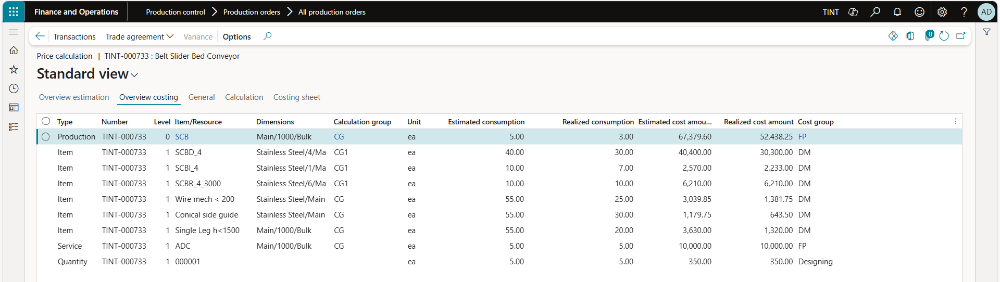 Finance and Operations Production control > Production orders > All production orders TINT ? AD
Transactions Trade agreement Variance Options 0
Price calculation | TINT-000733 : Belt Slider Bed Conveyor
Standard view
Overview estimation Overview costing General Calculation Costing sheet
Type Number Level Item/Resource Dimensions Calculation group Unit Estimated consumption Realized consumption Estimated cost amou... Realized cost amount Cost group
Production TINT-000733 0 SCB Main/1000/Bulk CG ea 5.00 3.00 67,379.60 52,438.25 FP
Item TINT-000733 1 SCBD_4 Stainless Steel/4/Ma CG1 ea 40.00 30.00 40,400.00 30,300.00 DM
Item TINT-000733 1 SCBI_4 Stainless Steel/1/Ma CG1 ea 10.00 7.00 2,570.00 2,233.00 DM
Item TINT-000733 1 SCBR_4_3000 Stainless Steel/6/Ma CG1 ea 10.00 10.00 6,210.00 6,210.00 DM
Item TINT-000733 1 Wire mech < 200 Stainless Steel/Main CG ea 55.00 25.00 3,039.85 1,381.75 DM
Item TINT-000733 1 Conical side guide Stainless Steel/Main CG ea 55.00 30.00 1,179.75 643.50 DM
Item TINT-000733 1 Single Leg h<1500 Main/1000/Bulk CG ea 55.00 20.00 3,630.00 1,320.00 DM
Service TINT-000733 1 ADC Main/1000/Bulk CG ea 5.00 5.00 10,000.00 10,000.00 FP
Quantity TINT-000733 1 000001 ea 5.00 5.00 350.00 350.00 Designing